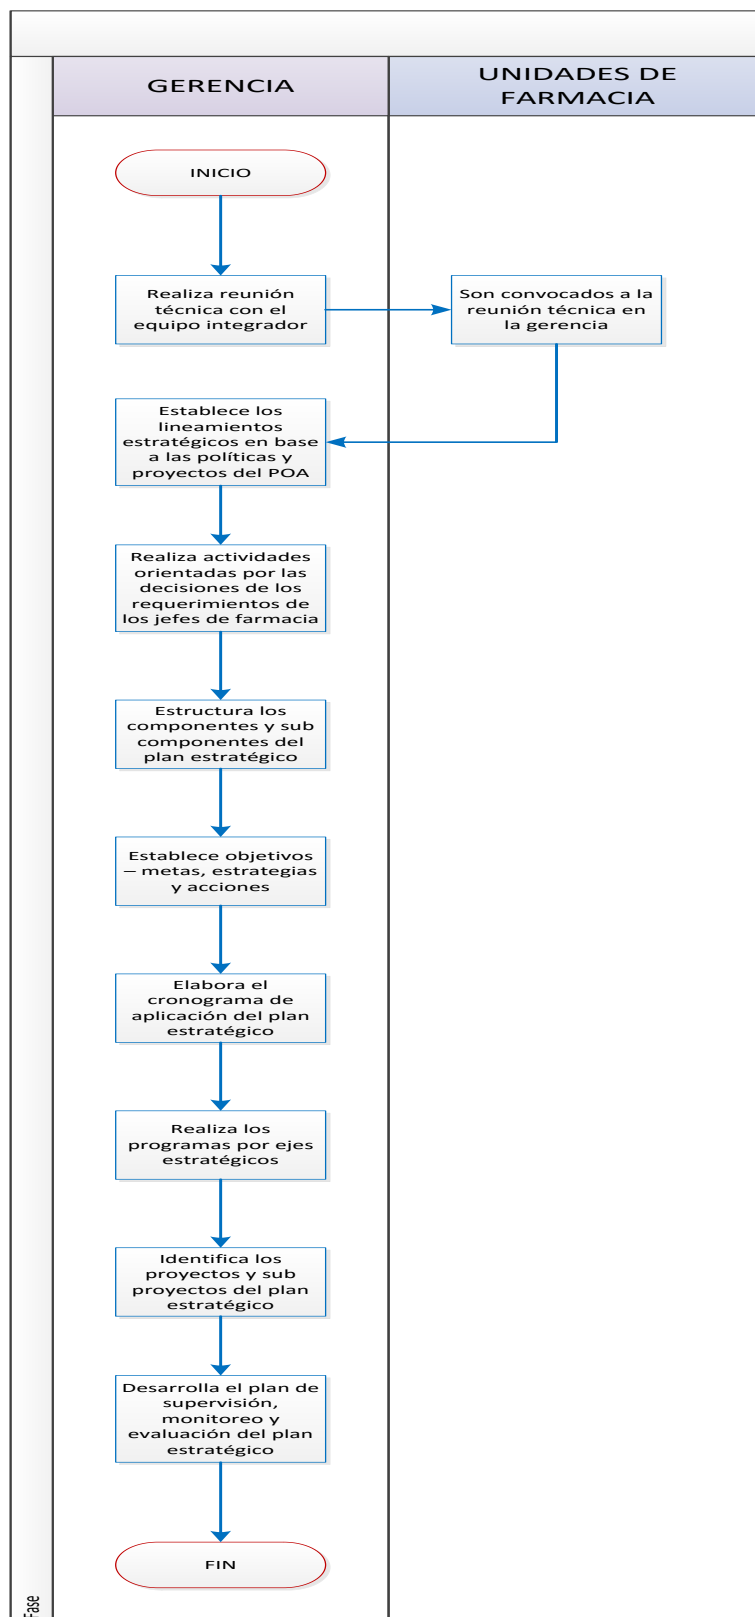 GERENCIA
UNIDADES DE
FARMACIA
INICIO
Realiza reunión
técnica con el
equipo integrador
Son convocados a la
reunión técnica en
la gerencia
Establece los
lineamientos
estratégicos en base
a las políticas y
proyectos del POA
Realiza actividades
orientadas por las
decisiones de los
requerimientos de
los jefes de farmacia
Estructura los
componentes y sub
componentes del
plan estratégico
Establece objetivos
– metas, estrategias
y acciones
Elabora el
cronograma de
aplicación del plan
estratégico
Realiza los
programas por ejes
estratégicos
Identifica los
proyectos y sub
proyectos del plan
estratégico
Desarrolla el plan de
supervisión,
monitoreo y
evaluación del plan
estratégico
FIN
Fase